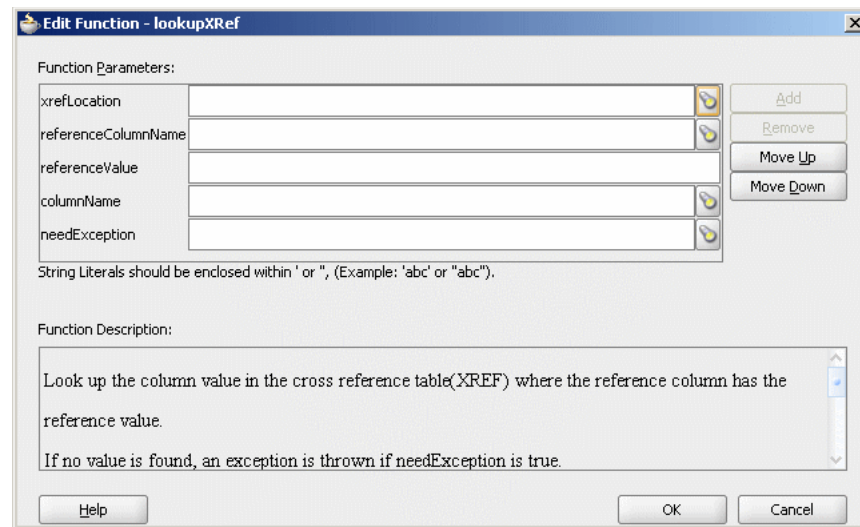 Edit Function - lookupXRef
Function Parameters:
xrefLocation
referenceColumnName
referenceValue
columnName
needException
Add
Remove
Move Up
Move Down
String Literals should be enclosed within ' or ", (Example: 'abc' or "abc").
Function Description:
Look up the column value in the cross reference table(XREF) where the reference column has the
reference value.
If no value is found, an exception is thrown if needException is true.
Help
OK
Cancel